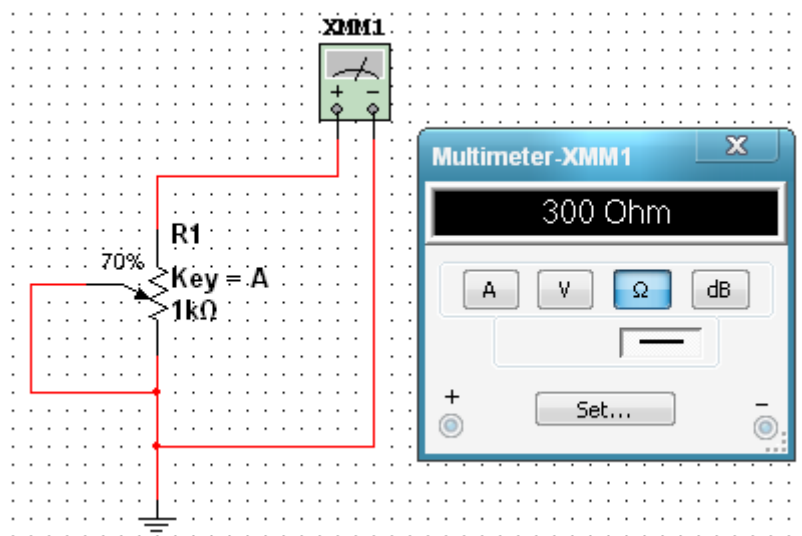 XMM1
+ −
R1
70%
Key = A
1kΩ
Multimeter-XMM1
X
300 Ohm
A V Ω dB
+ Set... −